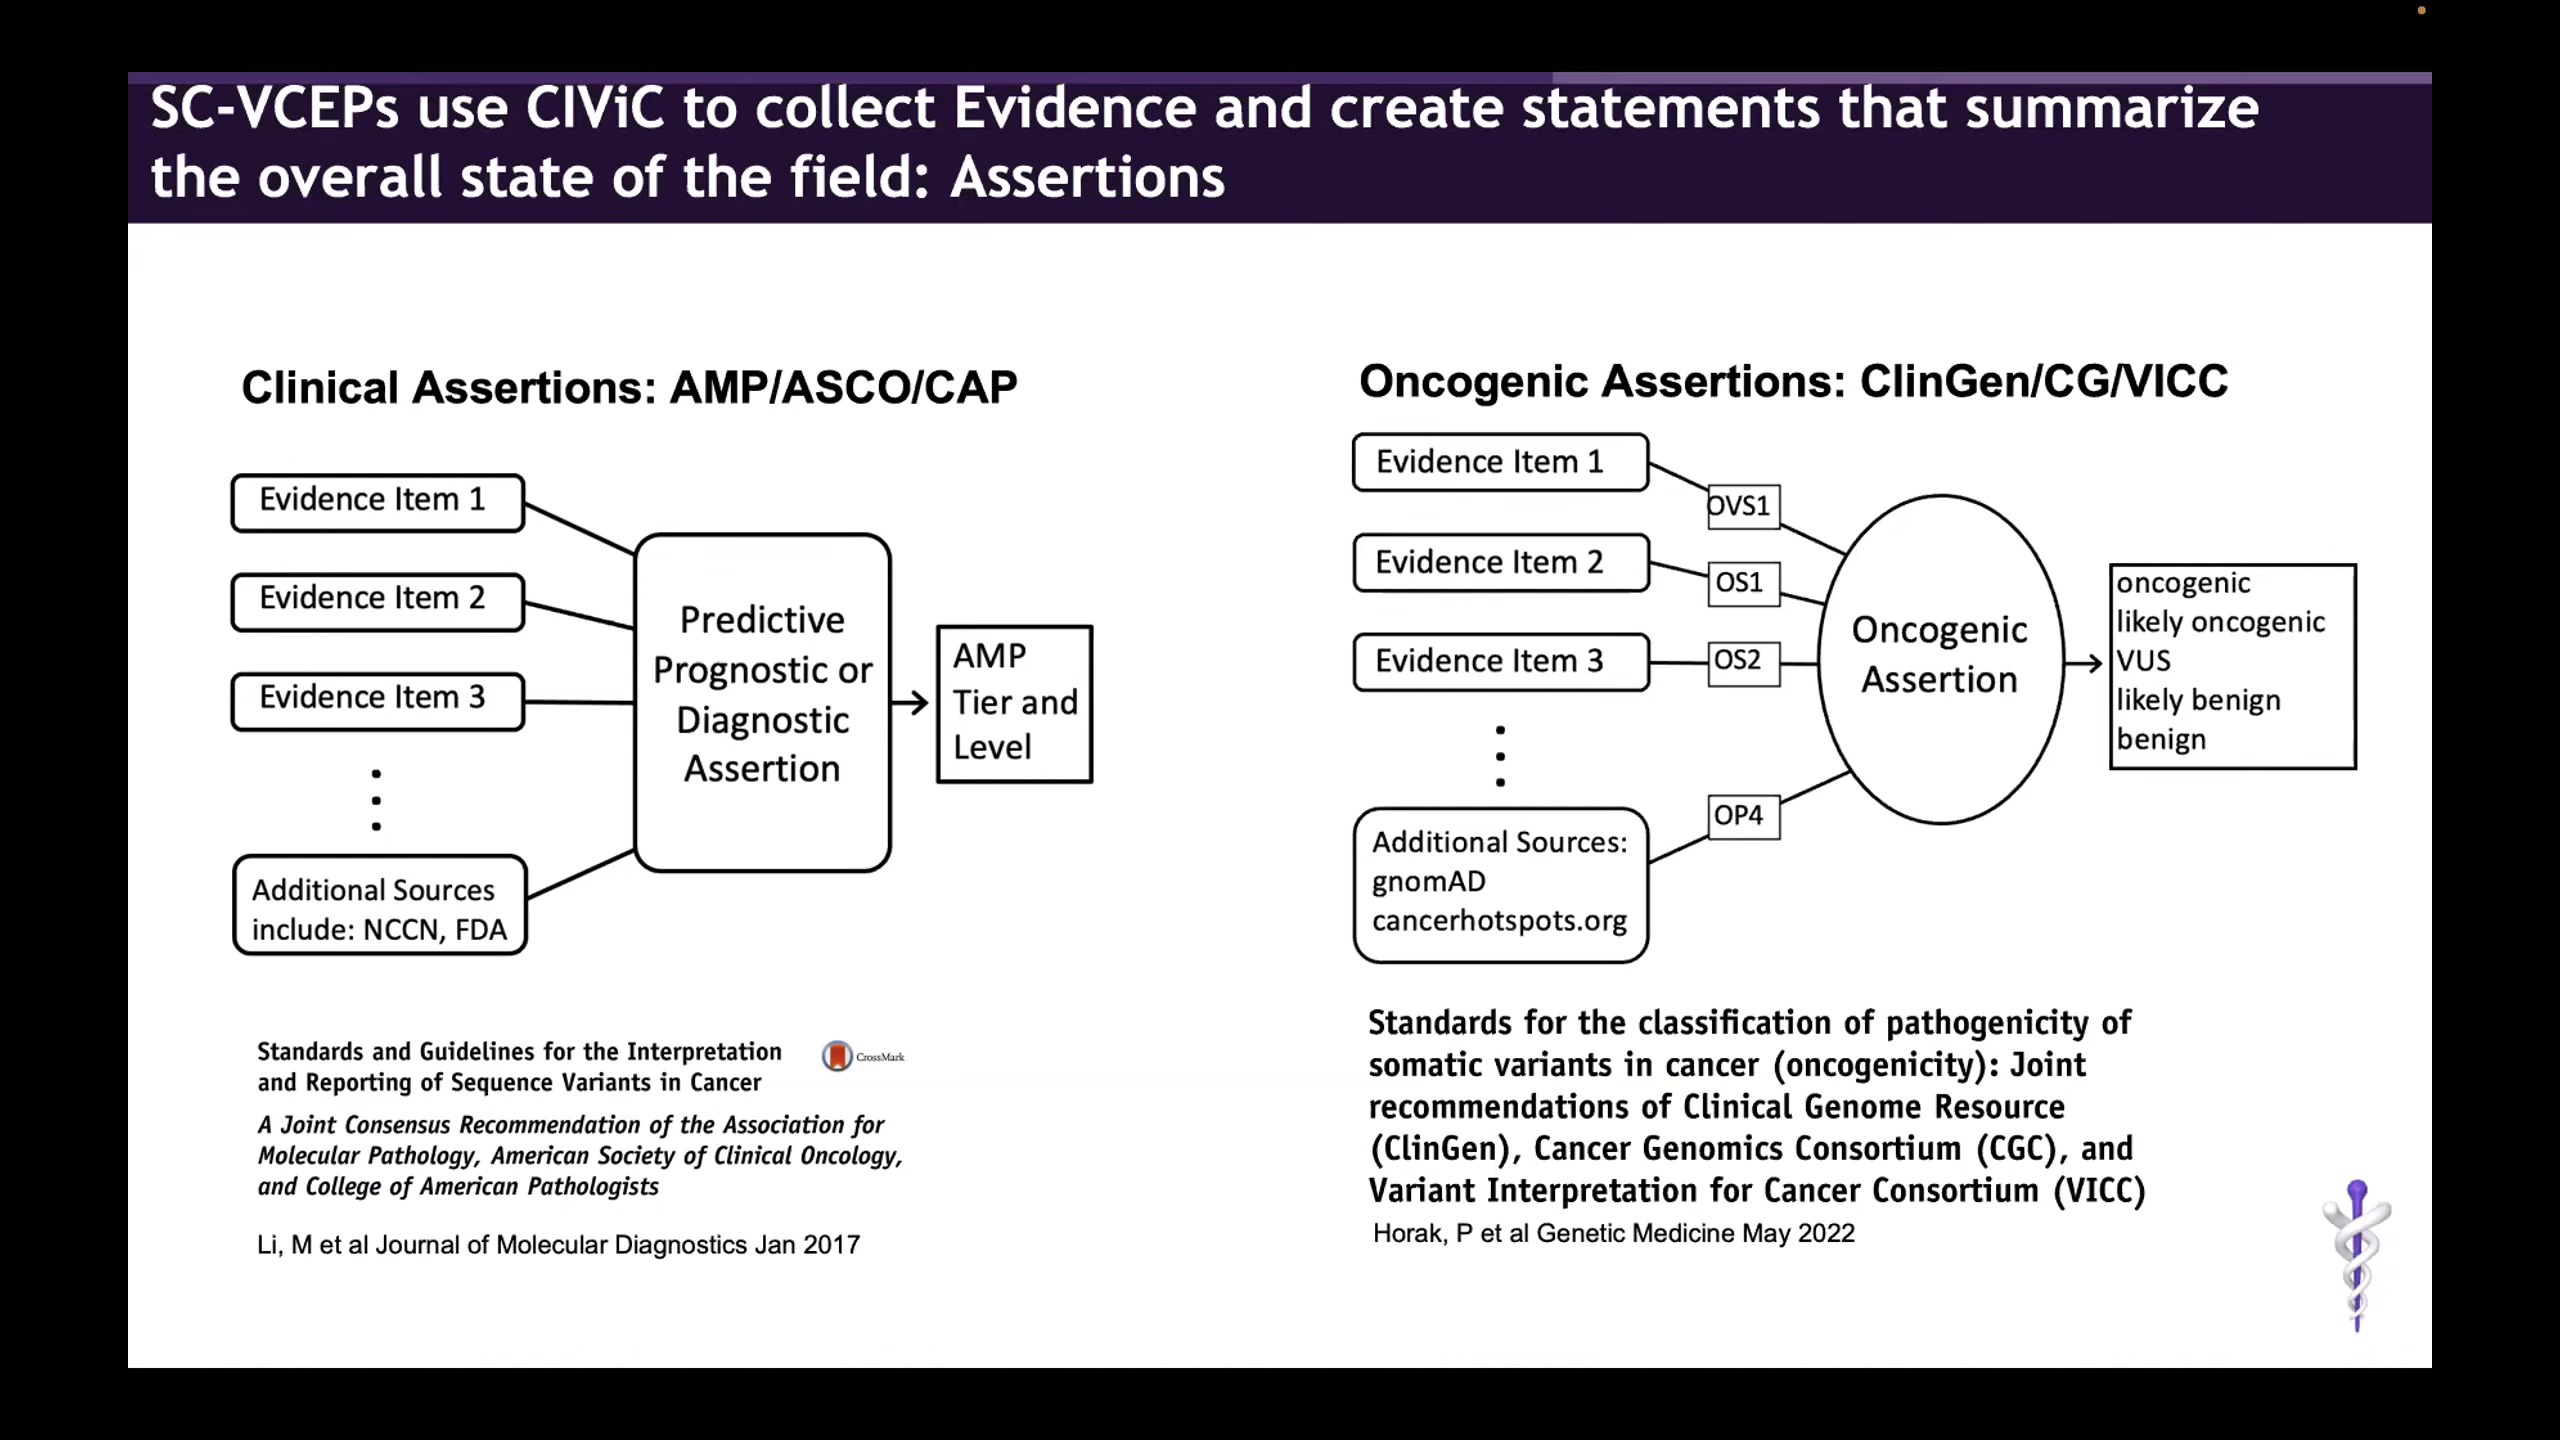 SC-VCEPs use CIViC to collect Evidence and create statements that summarize
the overall state of the field: Assertions
Clinical Assertions: AMP/ASCO/CAP
Evidence Item 1
Evidence Item 2
Evidence Item 3
Additional Sources
include: NCCN, FDA
Predictive
Prognostic or
Diagnostic
Assertion
AMP
Tier and
Level
Standards and Guidelines for the Interpretation
and Reporting of Sequence Variants in Cancer
CrossMark
A Joint Consensus Recommendation of the Association for
Molecular Pathology, American Society of Clinical Oncology,
and College of American Pathologists
Li, M et al Journal of Molecular Diagnostics Jan 2017
Oncogenic Assertions: ClinGen/CG/VICC
Evidence Item 1
OVS1
Evidence Item 2
OS1
Evidence Item 3
OS2
Additional Sources:
gnomAD
cancerhotspots.org
OP4
Oncogenic
Assertion
oncogenic
likely oncogenic
VUS
likely benign
benign
Standards for the classification of pathogenicity of
somatic variants in cancer (oncogenicity): Joint
recommendations of Clinical Genome Resource
(ClinGen), Cancer Genomics Consortium (CGC), and
Variant Interpretation for Cancer Consortium (VICC)
Horak, P et al Genetic Medicine May 2022